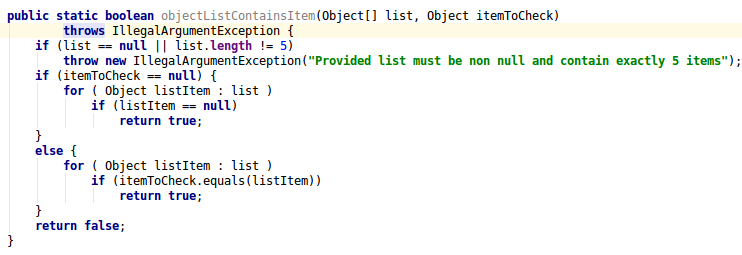 public static boolean objectListContainsItem(Object[] list, Object itemToCheck)
        throws IllegalArgumentException {
    if (list == null || list.length != 5)
        throw new IllegalArgumentException("Provided list must be non null and contain exactly 5 items");
    if (itemToCheck == null) {
        for ( Object listItem : list )
            if (listItem == null)
                return true;
    }
    else {
        for ( Object listItem : list )
            if (itemToCheck.equals(listItem))
                return true;
    }
    return false;
}